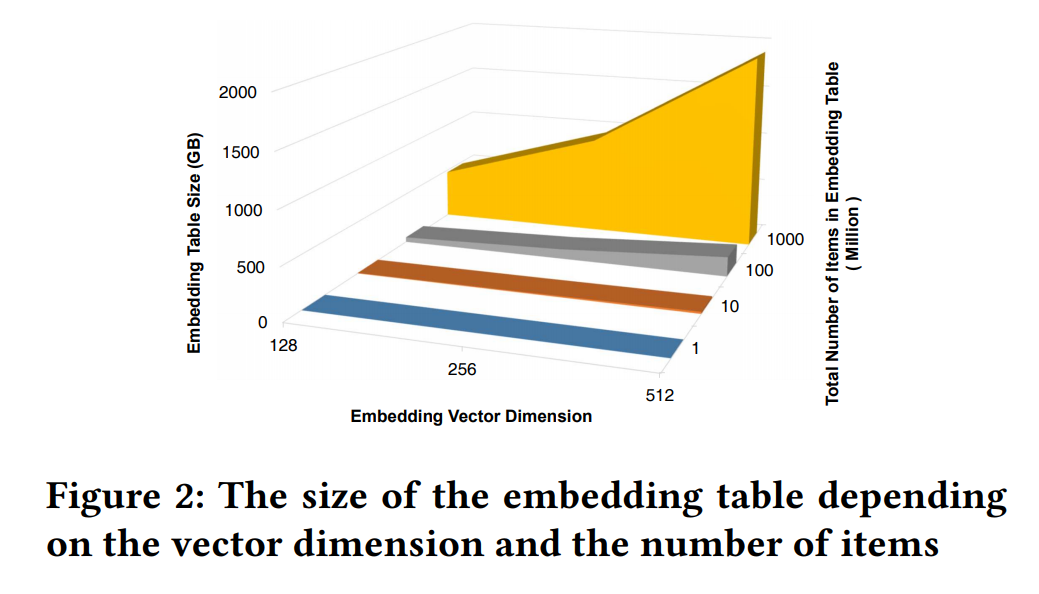 2000
1500
1000
500
0
Embedding Table Size (GB)
128
256
512
Embedding Vector Dimension
1
10
100
1000
Total Number of Items in Embedding Table
( Million )
Figure 2: The size of the embedding table depending
on the vector dimension and the number of items